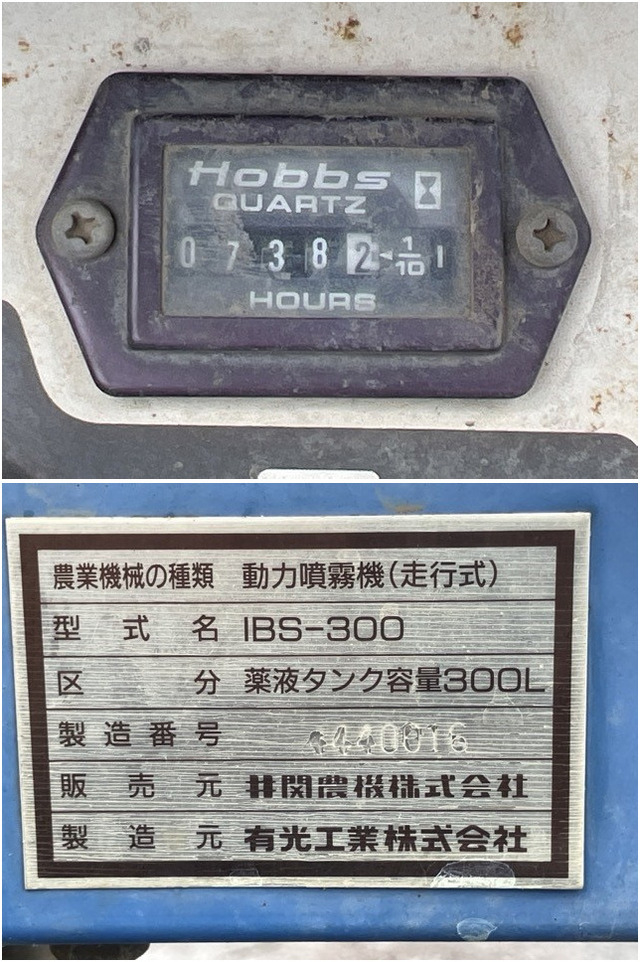 Hobbs
QUARTZ
0 7 3 8 2 1/10
HOURS
農業機械の種類 動力噴霧機(走行式)
型式名 IBS-300
区分 薬液タンク容量300L
製造番号
販売元 井関農機株式会社
製造元 有光工業株式会社